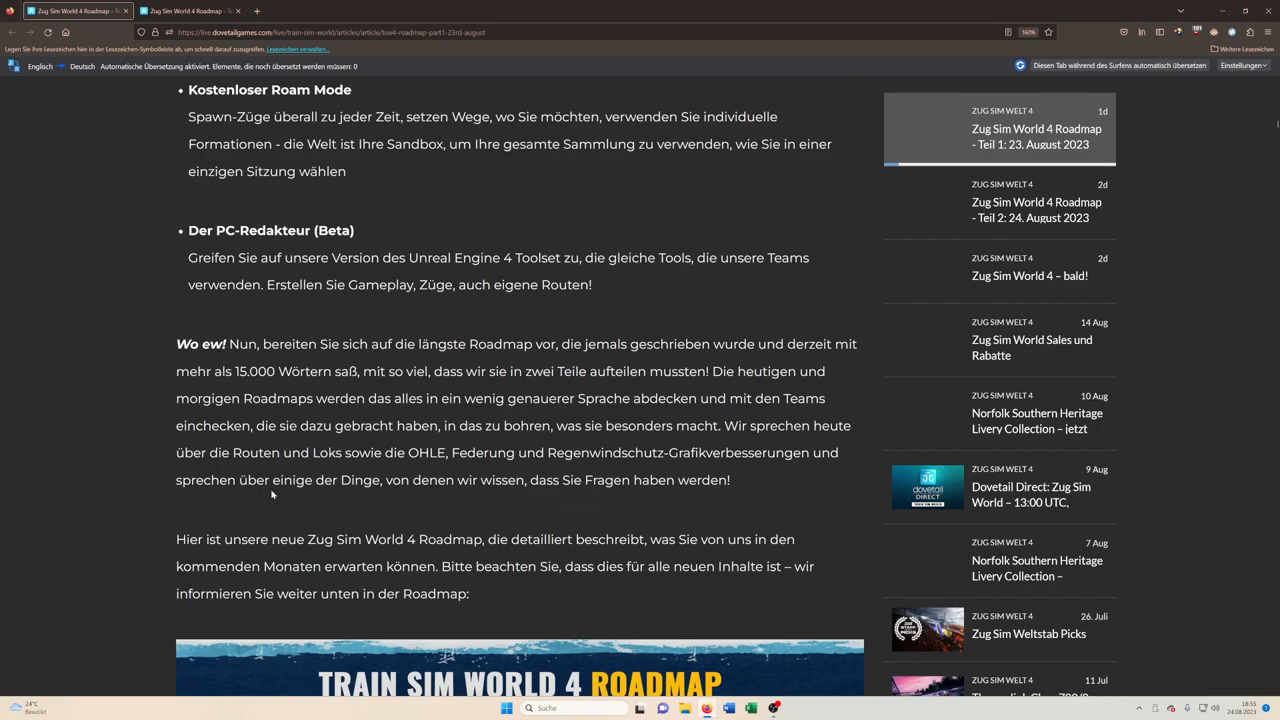 Zug Sim World 4 Roadmap - T
Zug Sim World 4 Roadmap - T
https://live.dovetailgames.com/live/train-sim-world/articles/article/tsw4-roadmap-part1-23rd-august
160%
101
Legen Sie Ihre Lesezeichen hier in der Lesezeichen-Symbolleiste ab, um schnell darauf zuzugreifen. Lesezeichen verwalten...
Weitere Lesezeichen
Englisch Deutsch Automatische Übersetzung aktiviert. Elemente, die noch übersetzt werden müssen: 0
Diesen Tab während des Surfens automatisch übersetzen
Einstellungen
• Kostenloser Roam Mode
Spawn-Züge überall zu jeder Zeit, setzen Wege, wo Sie möchten, verwenden Sie individuelle
Formationen - die Welt ist Ihre Sandbox, um Ihre gesamte Sammlung zu verwenden, wie Sie in einer
einzigen Sitzung wählen
• Der PC-Redakteur (Beta)
Greifen Sie auf unsere Version des Unreal Engine 4 Toolset zu, die gleiche Tools, die unsere Teams
verwenden. Erstellen Sie Gameplay, Züge, auch eigene Routen!
Wo ew! Nun, bereiten Sie sich auf die längste Roadmap vor, die jemals geschrieben wurde und derzeit mit
mehr als 15.000 Wörtern saß, mit so viel, dass wir sie in zwei Teile aufteilen mussten! Die heutigen und
morgigen Roadmaps werden das alles in ein wenig genauerer Sprache abdecken und mit den Teams
einchecken, die sie dazu gebracht haben, in das zu bohren, was sie besonders macht. Wir sprechen heute
über die Routen und Loks sowie die OHLE, Federung und Regenwindschutz-Grafikverbesserungen und
sprechen über einige der Dinge, von denen wir wissen, dass Sie Fragen haben werden!
Hier ist unsere neue Zug Sim World 4 Roadmap, die detailliert beschreibt, was Sie von uns in den
kommenden Monaten erwarten können. Bitte beachten Sie, dass dies für alle neuen Inhalte ist – wir
informieren Sie weiter unten in der Roadmap:
TRAIN SIM WORLD 4 ROADMAP
ZUG SIM WELT 4 1d
Zug Sim World 4 Roadmap
- Teil 1: 23. August 2023
ZUG SIM WELT 4 2d
Zug Sim World 4 Roadmap
- Teil 2: 24. August 2023
ZUG SIM WELT 4 2d
Zug Sim World 4 – bald!
ZUG SIM WELT 4 14 Aug
Zug Sim World Sales und
Rabatte
ZUG SIM WELT 4 10 Aug
Norfolk Southern Heritage
Livery Collection – jetzt
ZUG SIM WELT 4 9 Aug
Dovetail Direct: Zug Sim
World – 13:00 UTC,
dovetail
DIRECT
ZUG SIM WELT 4 7 Aug
Norfolk Southern Heritage
Livery Collection –
ZUG SIM WELT 4 26. Juli
Zug Sim Weltstab Picks
STAFF
PICKS
ZUG SIM WELT 4 11 Jul
24°C
Bewölkt
Suche
18:55
24.08.2023